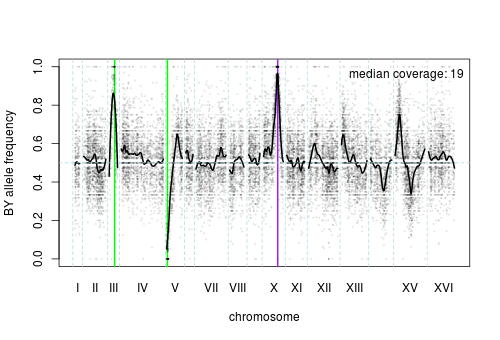 median coverage: 19
BY allele frequency
1.0
0.8
0.6
0.4
0.2
0.0
I II III IV V VII VIII X XI XII XIII XV XVI
chromosome